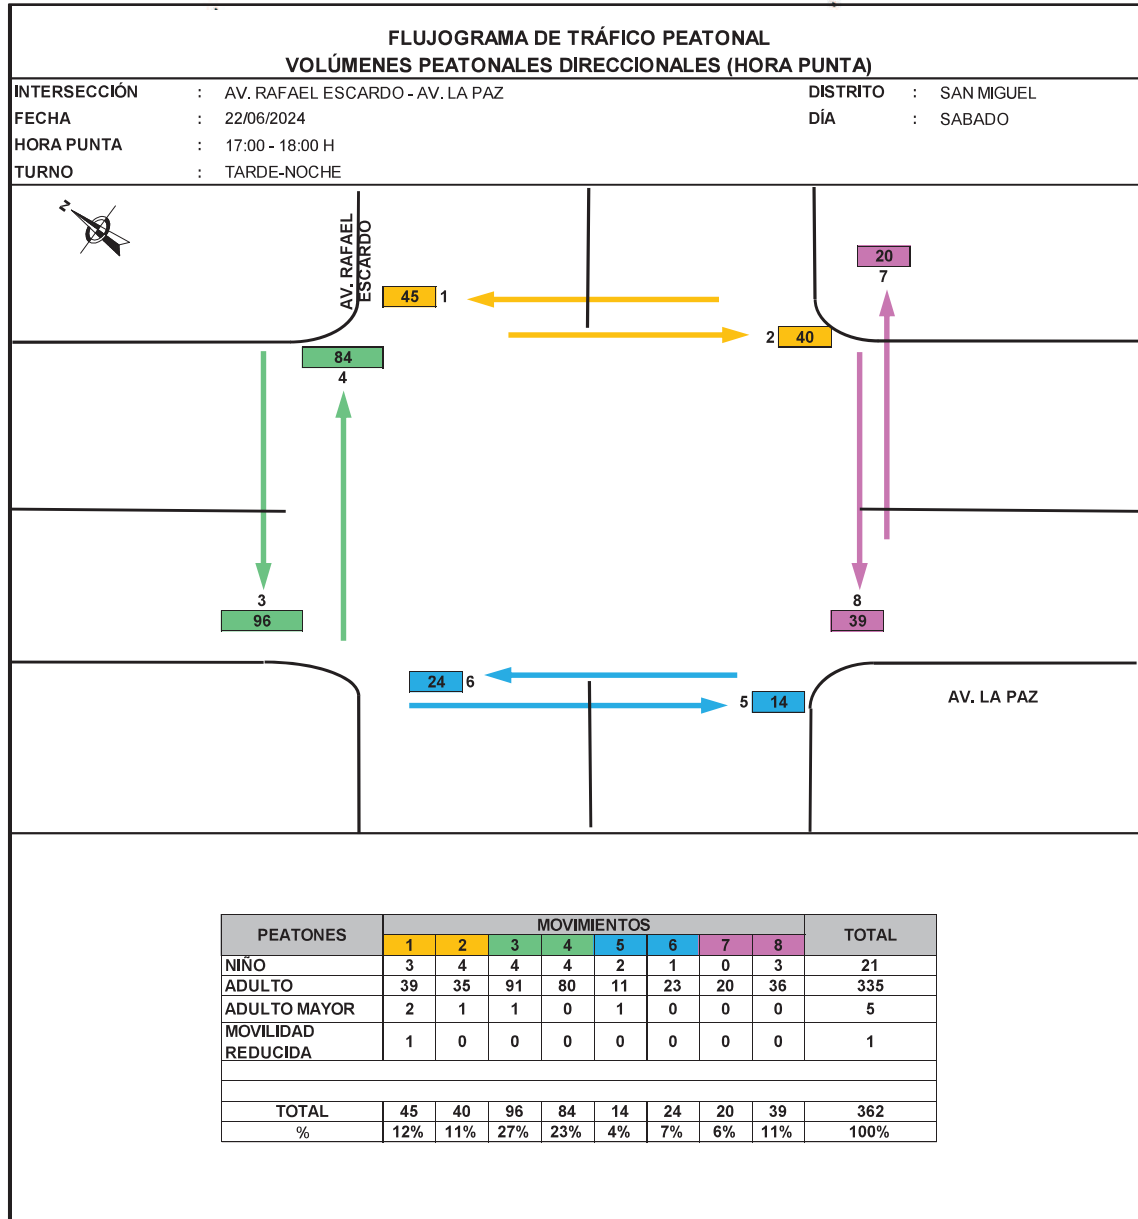 FLUJOGRAMA DE TRÁFICO PEATONAL
VOLÚMENES PEATONALES DIRECCIONALES (HORA PUNTA)
INTERSECCIÓN : AV. RAFAEL ESCARDO - AV. LA PAZ DISTRITO : SAN MIGUEL
FECHA : 22/06/2024 DÍA : SABADO
HORA PUNTA : 17:00 - 18:00 H
TURNO : TARDE-NOCHE
N
AV. RAFAEL
ESCARDO
20
7
45 1
2 40
84
4
3
96
8
39
24 6
5 14
AV. LA PAZ
PEATONES MOVIMIENTOS TOTAL
1 2 3 4 5 6 7 8
NIÑO 3 4 4 4 2 1 0 3 21
ADULTO 39 35 91 80 11 23 20 36 335
ADULTO MAYOR 2 1 1 0 1 0 0 0 5
MOVILIDAD
REDUCIDA 1 0 0 0 0 0 0 0 1
TOTAL 45 40 96 84 14 24 20 39 362
% 12% 11% 27% 23% 4% 7% 6% 11% 100%